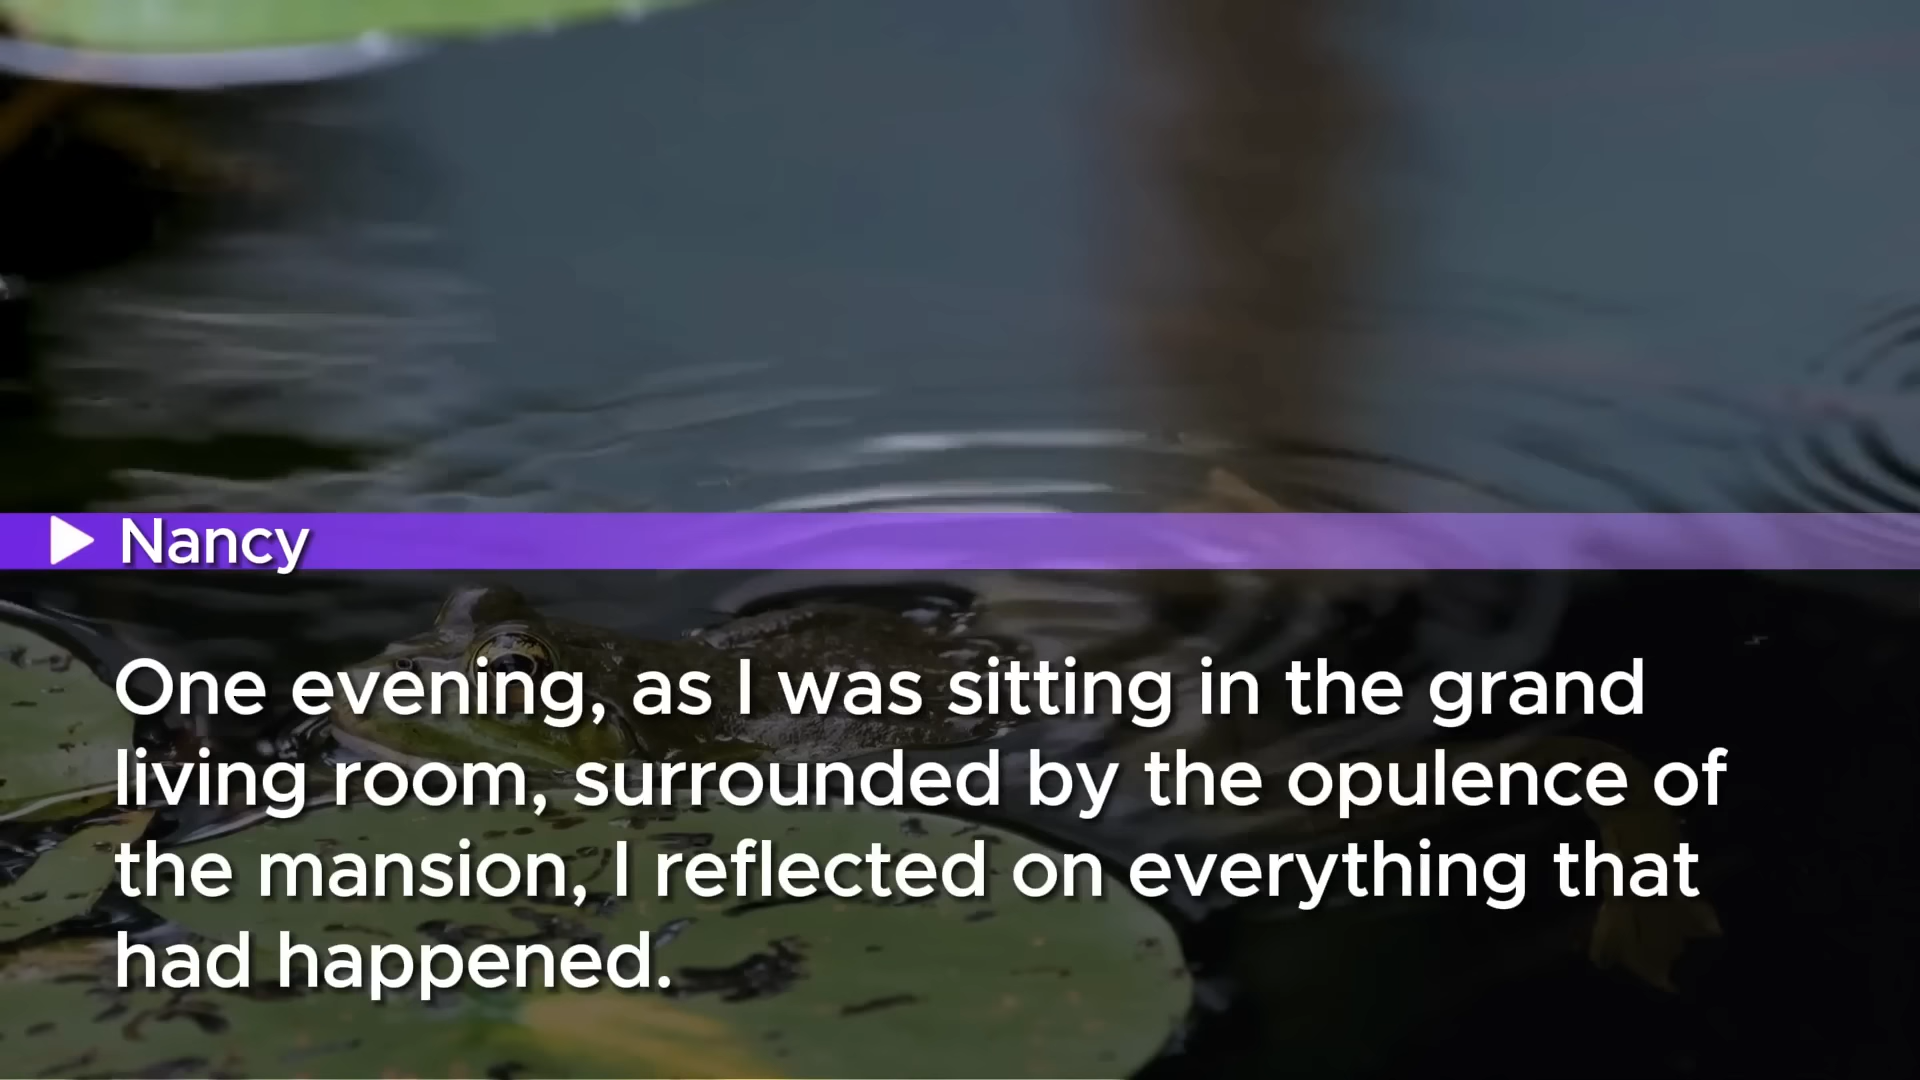 Nancy
One evening, as I was sitting in the grand
living room, surrounded by the opulence of
the mansion, I reflected on everything that
had happened.